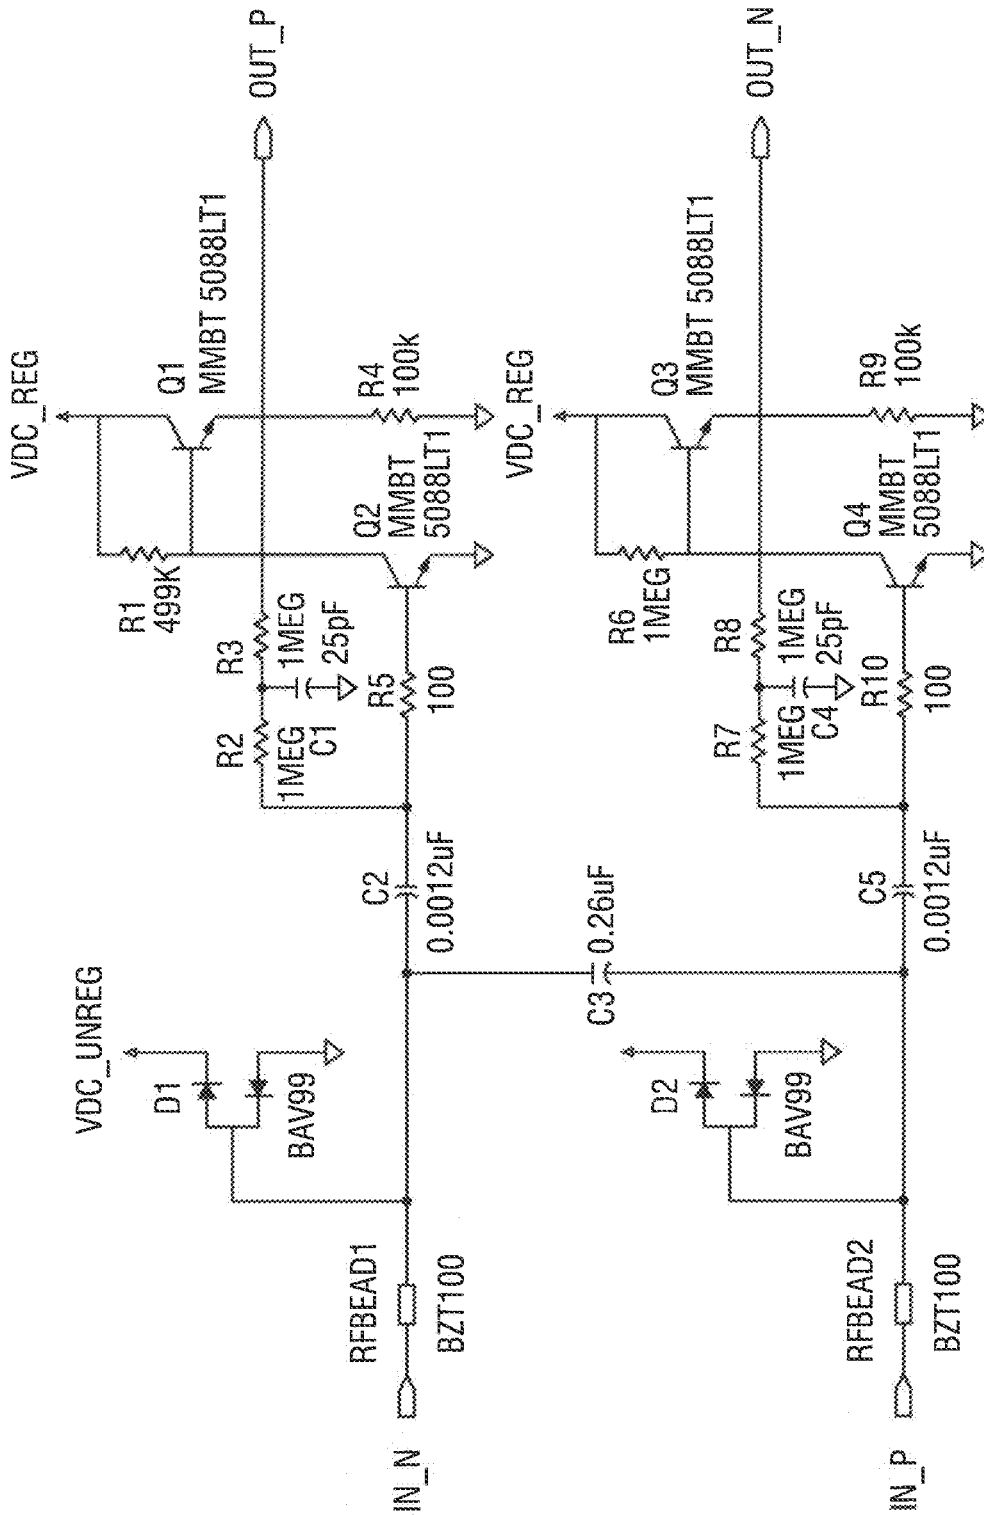 VDC_UNREG
D1
BAV99
RFBEAD1
BZT100
IN_N
C2
0.0012uF
R2
1MEG
C1
R3
1MEG
25pF
R5
100
R1
499K
VDC_REG
Q1
MMBT 5088LT1
Q2
MMBT
5088LT1
R4
100k
OUT_P
C3
0.26uF
D2
BAV99
RFBEAD2
BZT100
IN_P
C5
0.0012uF
R7
1MEG
C4
R8
1MEG
25pF
R10
100
R6
1MEG
VDC_REG
Q3
MMBT 5088LT1
Q4
MMBT
5088LT1
R9
100k
OUT_N